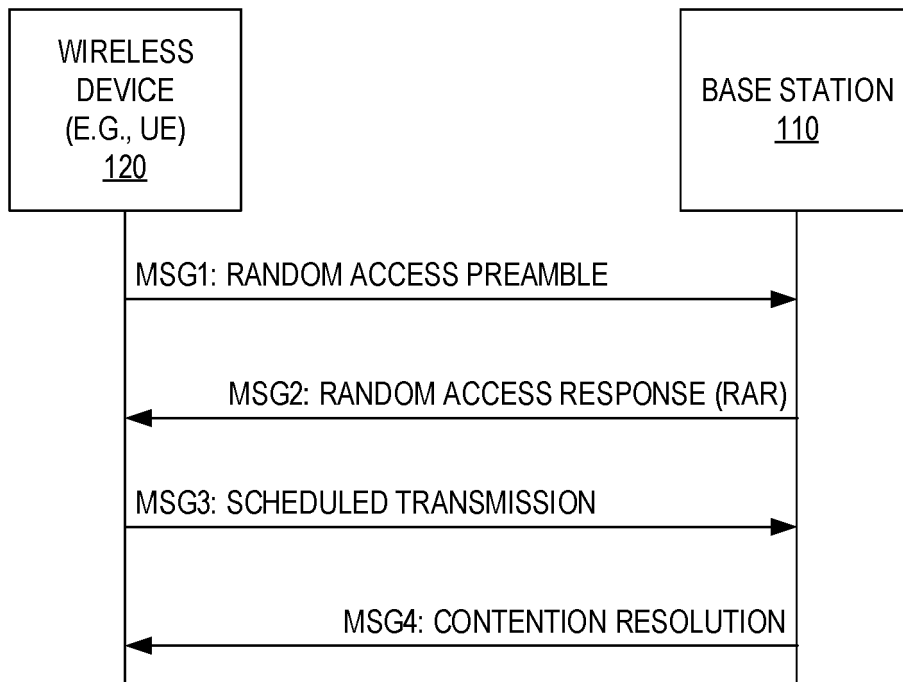 WIRELESS
DEVICE
(E.G., UE)
120
BASE STATION
110
MSG1: RANDOM ACCESS PREAMBLE
MSG2: RANDOM ACCESS RESPONSE (RAR)
MSG3: SCHEDULED TRANSMISSION
MSG4: CONTENTION RESOLUTION